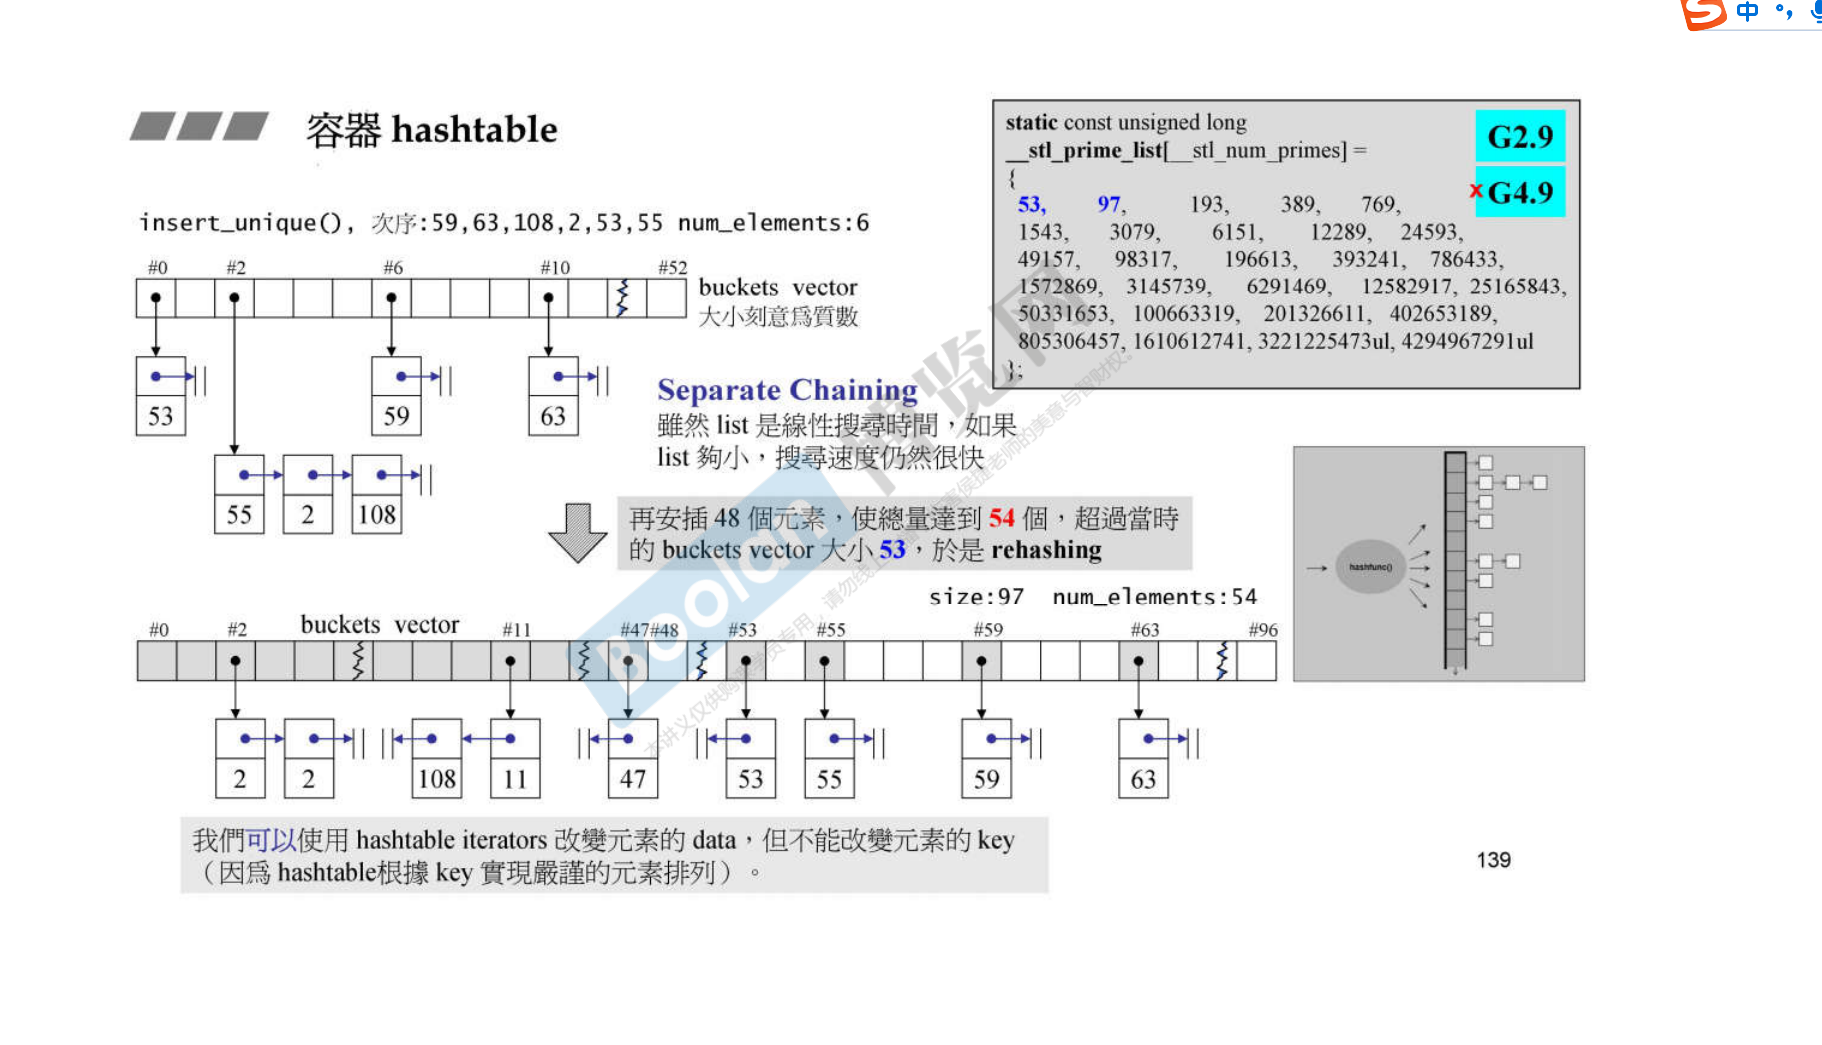 中
容器 hashtable
insert_unique(), 次序:59,63,108,2,53,55 num_elements:6
#0 #2 #6 #10 #52
buckets vector
大小刻意為質數
53 59 63
55 2 108
Separate Chaining
雖然 list 是線性搜尋時間，如果
list 夠小，搜尋速度仍然很快
再安插 48 個元素，使總量達到 54 個，超過當時
的 buckets vector 大小 53，於是 rehashing
size:97 num_elements:54
buckets vector
#0 #2 #11 #47#48 #53 #55 #59 #63 #96
2 2 108 11 47 53 55 59 63
我們可以使用 hashtable iterators 改變元素的 data，但不能改變元素的 key
（因為 hashtable根據 key 實現嚴謹的元素排列）。
static const unsigned long
__stl_prime_list[__stl_num_primes] =
{
53, 97, 193, 389, 769,
1543, 3079, 6151, 12289, 24593,
49157, 98317, 196613, 393241, 786433,
1572869, 3145739, 6291469, 12582917, 25165843,
50331653, 100663319, 201326611, 402653189,
805306457, 1610612741, 3221225473ul, 4294967291ul
};
G2.9
x G4.9
hashfunc()
139
Boolan 博览网